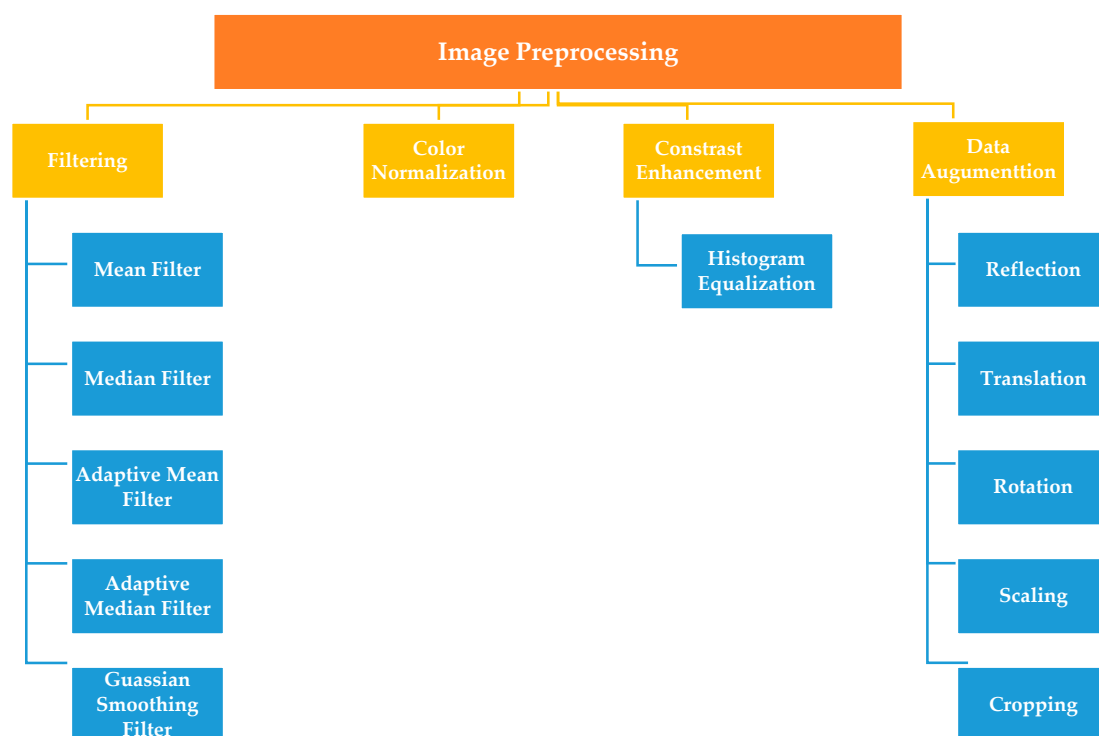 Image Preprocessing
Filtering
Mean Filter
Median Filter
Adaptive Mean
Filter
Adaptive
Median Filter
Guassian
Smoothing
Filter
Color
Normalization
Constrast
Enhancement
Histogram
Equalization
Data
Augumenttion
Reflection
Translation
Rotation
Scaling
Cropping